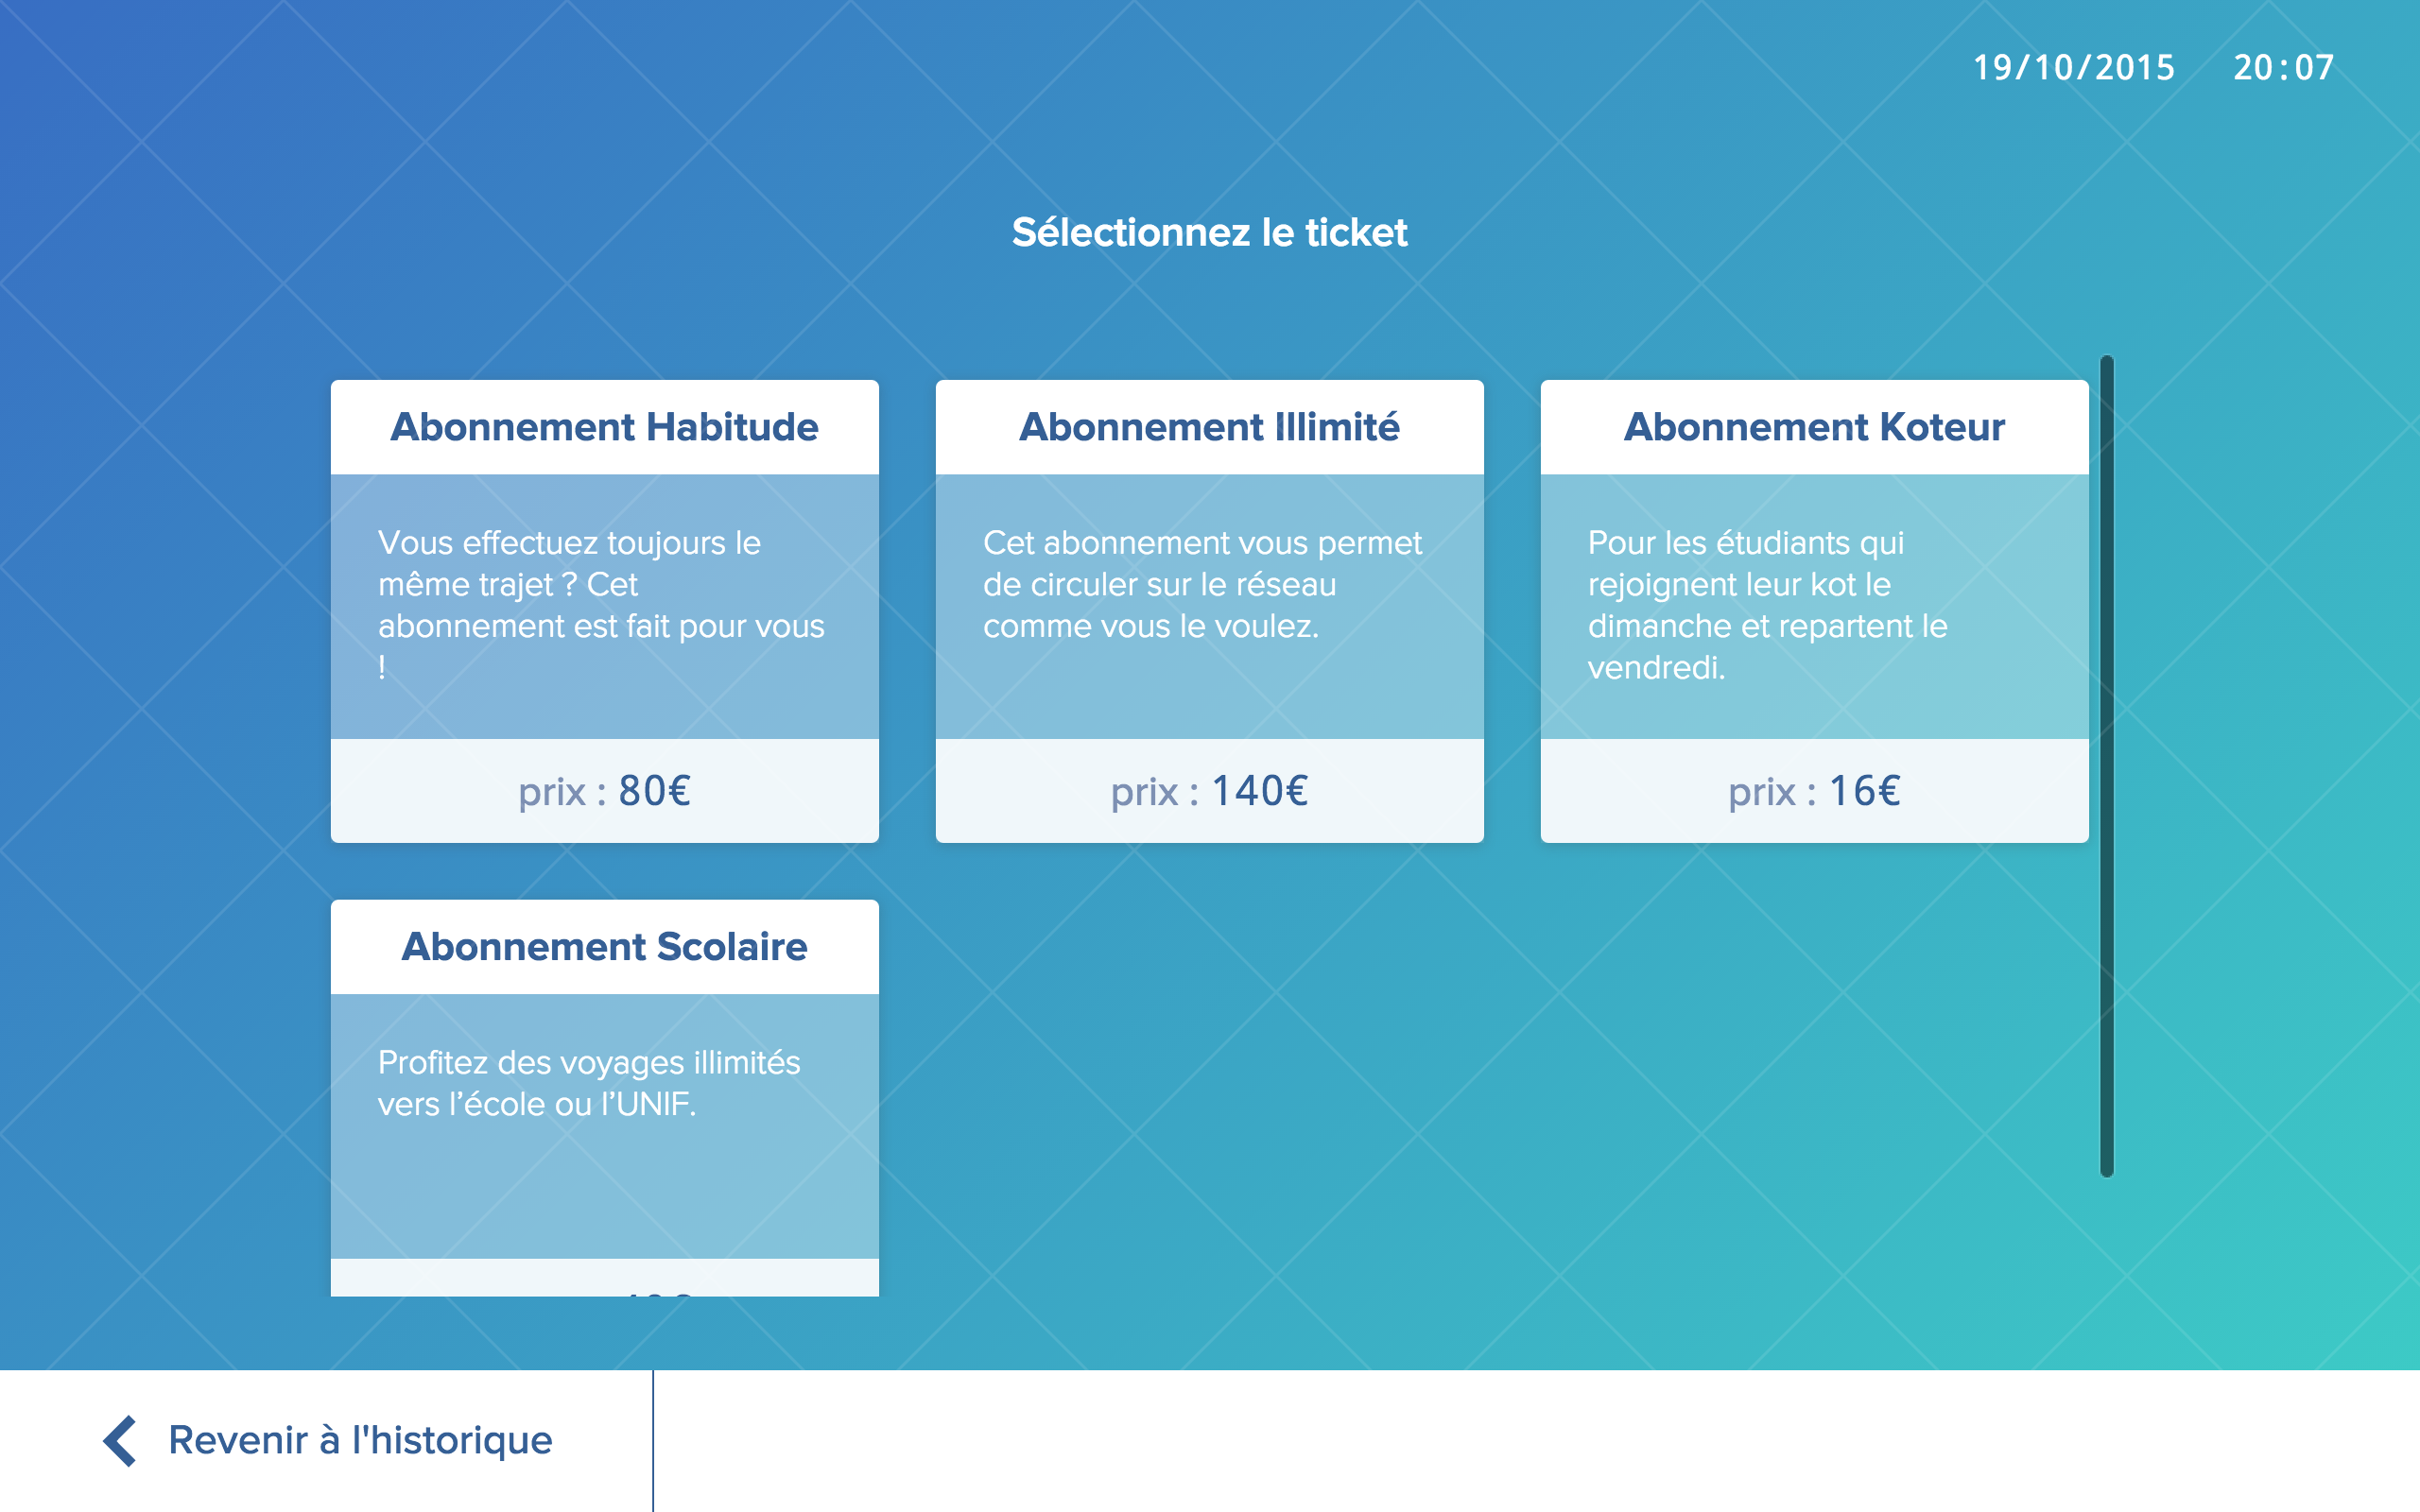 19/10/2015 20:07
Sélectionnez le ticket
Abonnement Habitude
Vous effectuez toujours le
même trajet ? Cet
abonnement est fait pour vous
!
prix : 80€
Abonnement Illimité
Cet abonnement vous permet
de circuler sur le réseau
comme vous le voulez.
prix : 140€
Abonnement Koteur
Pour les étudiants qui
rejoignent leur kot le
dimanche et repartent le
vendredi.
prix : 16€
Abonnement Scolaire
Profitez des voyages illimités
vers l’école ou l’UNIF.
Revenir à l'historique